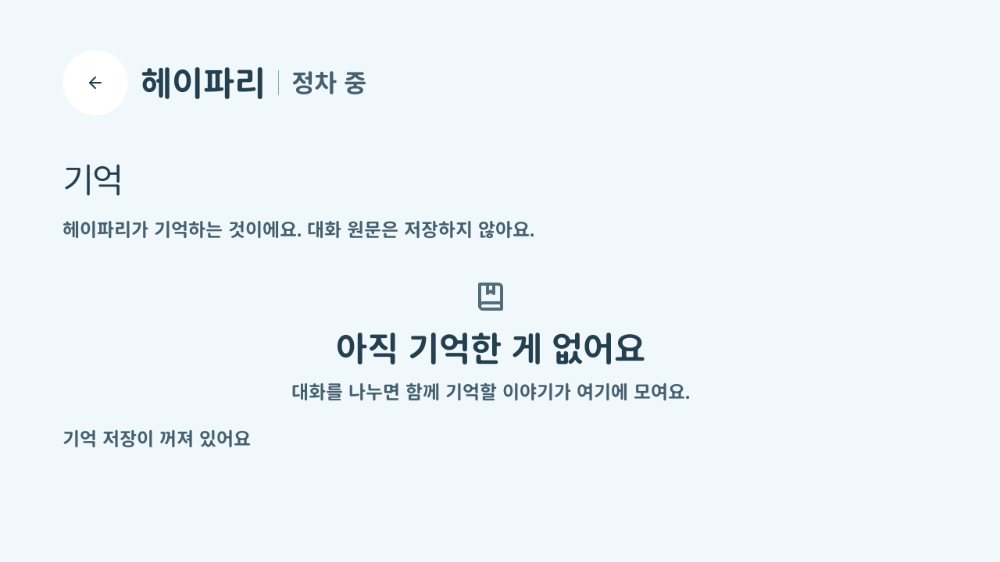 헤이파리 정차 중
기억
헤이파리가 기억하는 것이에요. 대화 원문은 저장하지 않아요.
아직 기억한 게 없어요
대화를 나누면 함께 기억할 이야기가 여기에 모여요.
기억 저장이 꺼져 있어요